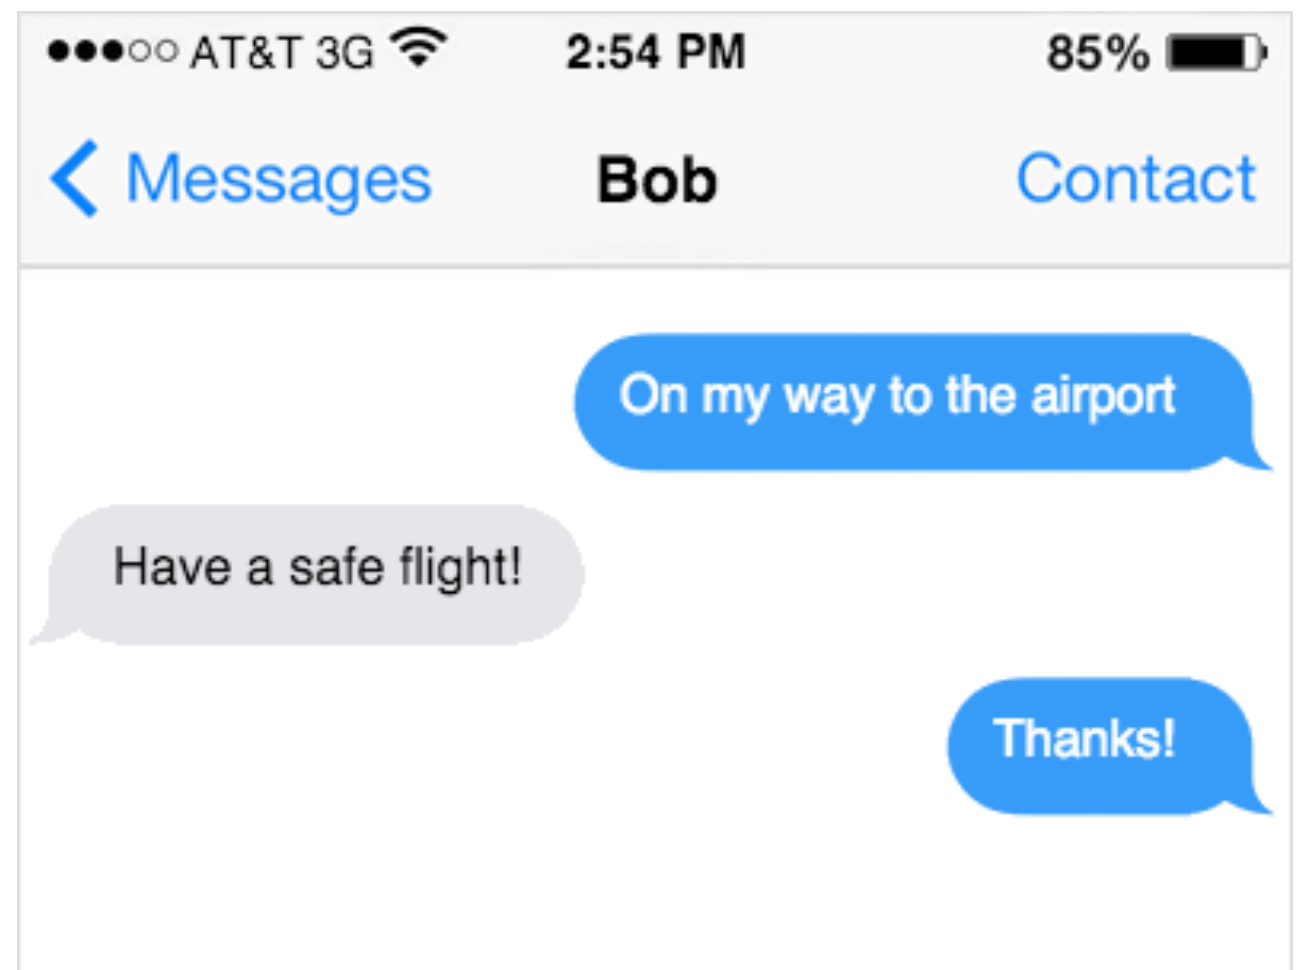 ●●●○○ AT&T 3G 2:54 PM 85%
Messages Bob Contact
On my way to the airport
Have a safe flight!
Thanks!